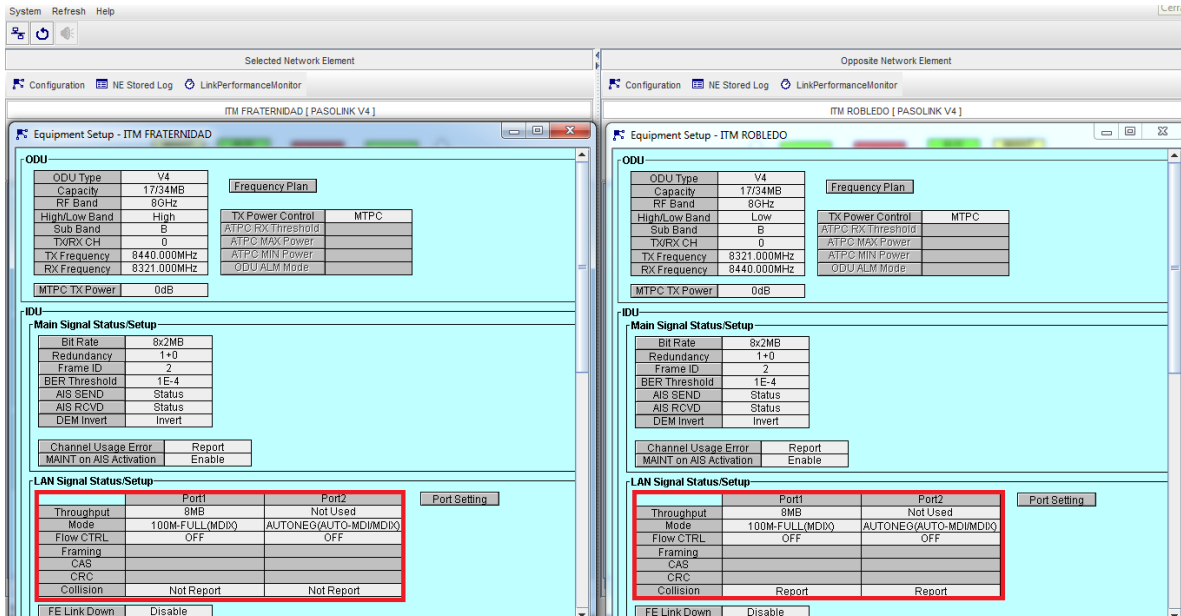 System Refresh Help
Cerra
Selected Network Element
Configuration NE Stored Log LinkPerformanceMonitor
ITM FRATERNIDAD [ PASOLINK V4 ]
Equipment Setup - ITM FRATERNIDAD
ODU
ODU Type V4
Capacity 17/34MB
RF Band 8GHz
High/Low Band High
Sub Band B
TX/RX CH 0
TX Frequency 8440.000MHz
RX Frequency 8321.000MHz
MTPC TX Power 0dB
Frequency Plan
TX Power Control MTPC
ATPC RX Threshold
ATPC MAX Power
ATPC MIN Power
ODU ALM Mode
IDU
Main Signal Status/Setup
Bit Rate 8x2MB
Redundancy 1+0
Frame ID 2
BER Threshold 1E-4
AIS SEND Status
AIS RCVD Status
DEM Invert Invert
Channel Usage Error Report
MAINT on AIS Activation Enable
LAN Signal Status/Setup
Port1 Port2
Throughput 8MB Not Used
Mode 100M-FULL(MDIX) AUTONEG(AUTO-MDI/MDIX)
Flow CTRL OFF OFF
Framing
CAS
CRC
Collision Not Report Not Report
Port Setting
FE Link Down Disable
Opposite Network Element
Configuration NE Stored Log LinkPerformanceMonitor
ITM ROBLEDO [ PASOLINK V4 ]
Equipment Setup - ITM ROBLEDO
ODU
ODU Type V4
Capacity 17/34MB
RF Band 8GHz
High/Low Band Low
Sub Band B
TX/RX CH 0
TX Frequency 8321.000MHz
RX Frequency 8440.000MHz
MTPC TX Power 0dB
Frequency Plan
TX Power Control MTPC
ATPC RX Threshold
ATPC MAX Power
ATPC MIN Power
ODU ALM Mode
IDU
Main Signal Status/Setup
Bit Rate 8x2MB
Redundancy 1+0
Frame ID 2
BER Threshold 1E-4
AIS SEND Status
AIS RCVD Status
DEM Invert Invert
Channel Usage Error Report
MAINT on AIS Activation Enable
LAN Signal Status/Setup
Port1 Port2
Throughput 8MB Not Used
Mode 100M-FULL(MDIX) AUTONEG(AUTO-MDI/MDIX)
Flow CTRL OFF OFF
Framing
CAS
CRC
Collision Report Report
Port Setting
FE Link Down Disable